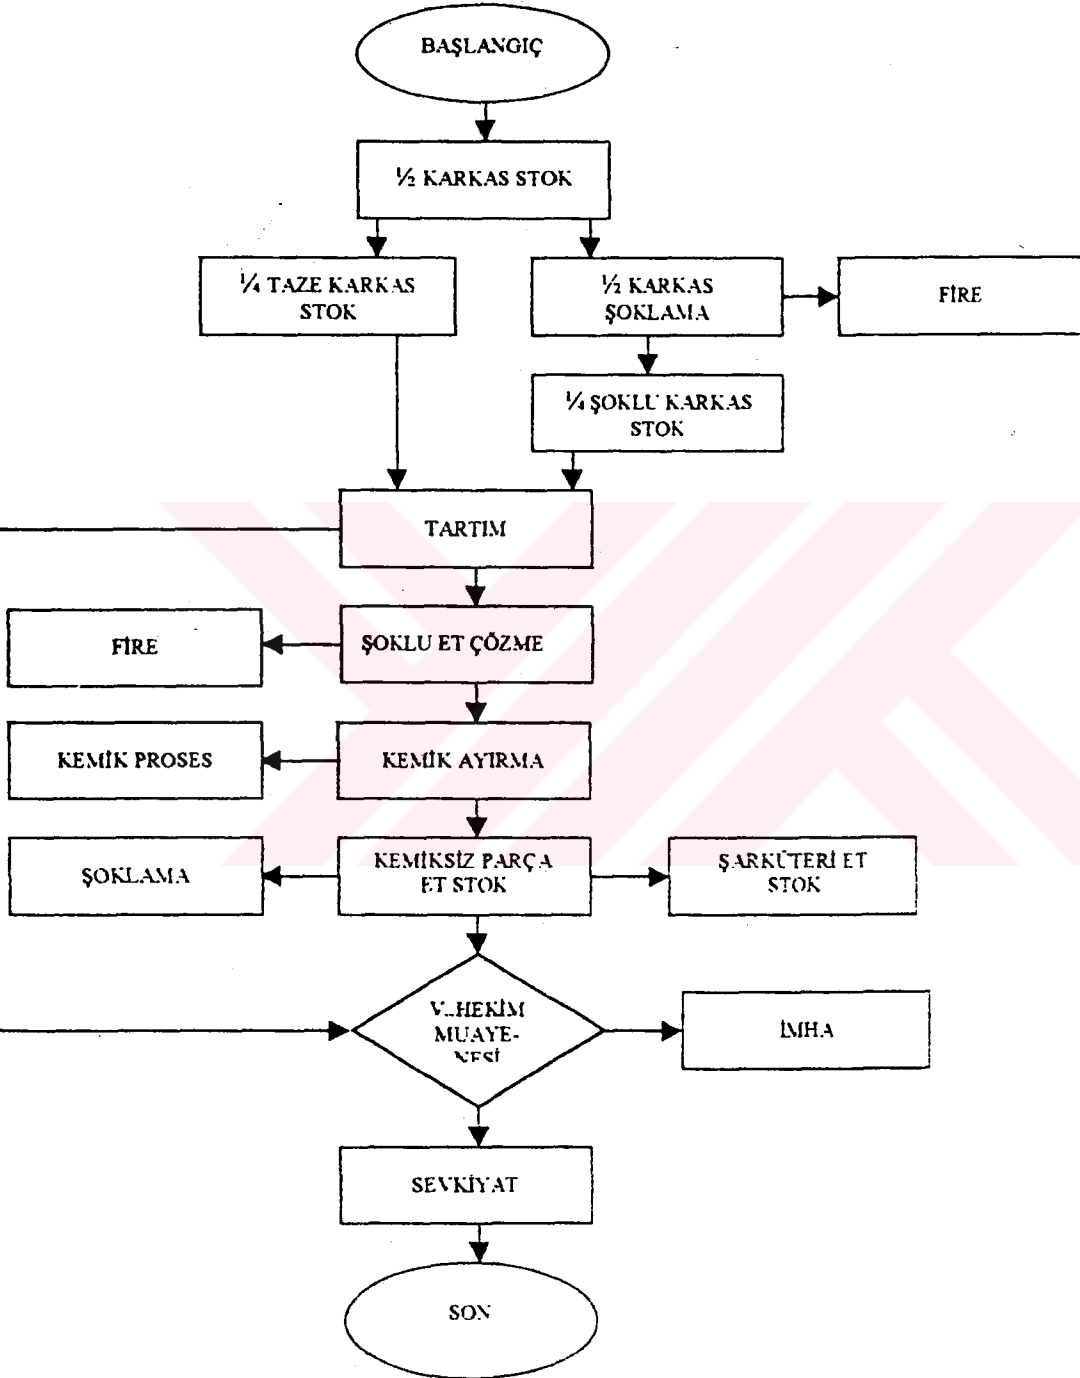 BAŞLANGIÇ
½ KARKAS STOK
¼ TAZE KARKAS
STOK
½ KARKAS
ŞOKLAMA
FİRE
¼ ŞOKLU KARKAS
STOK
TARTIM
FİRE
ŞOKLU ET ÇÖZME
KEMİK PROSES
KEMİK AYIRMA
ŞOKLAMA
KEMİKSİZ PARÇA
ET STOK
ŞARKÜTERİ ET
STOK
V..HEKİM
MUAYE-
NESİ
İMHA
SEVKİYAT
SON